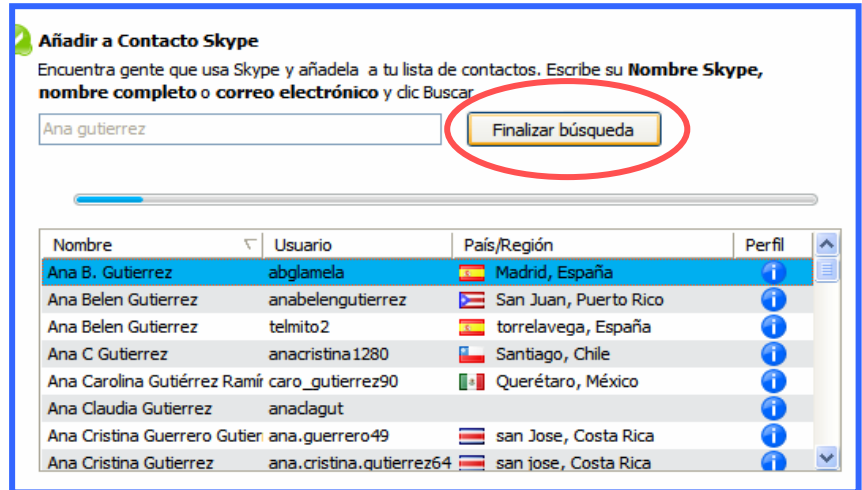 Añadir a Contacto Skype
Encuentra gente que usa Skype y añadela a tu lista de contactos. Escribe su Nombre Skype,
nombre completo o correo electrónico y clic Buscar
Ana gutierrez Finalizar búsqueda
Nombre Usuario País/Región Perfil
Ana B. Gutierrez abglamela Madrid, España
Ana Belen Gutierrez anabelengutierrez San Juan, Puerto Rico
Ana Belen Gutierrez telmito2 torrelavega, España
Ana C Gutierrez anacristina1280 Santiago, Chile
Ana Carolina Gutiérrez Ramír caro_gutierrez90 Querétaro, México
Ana Claudia Gutierrez anaclagut
Ana Cristina Guerrero Gutier ana.guerrero49 san Jose, Costa Rica
Ana Cristina Gutierrez ana.cristina.gutierrez64 san jose, Costa Rica